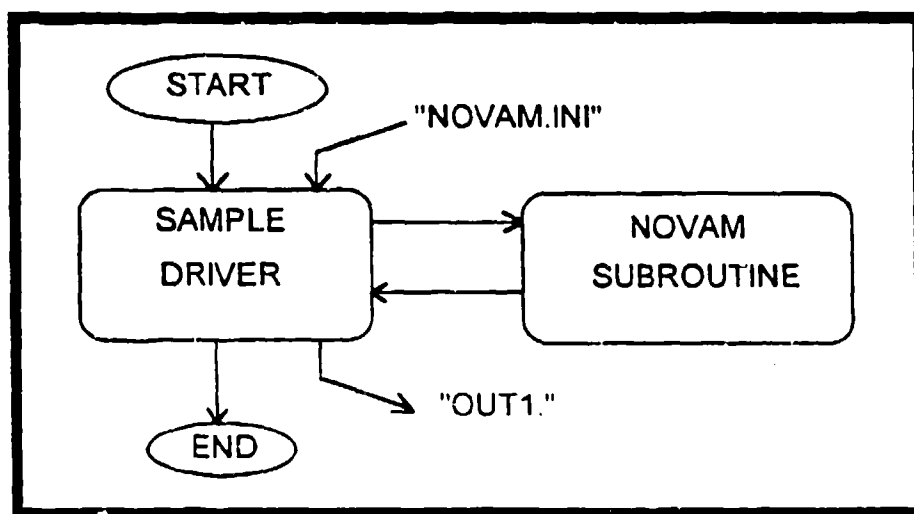 START
"NOVAM.INI"
SAMPLE
DRIVER
NOVAM
SUBROUTINE
"OUT1."
END